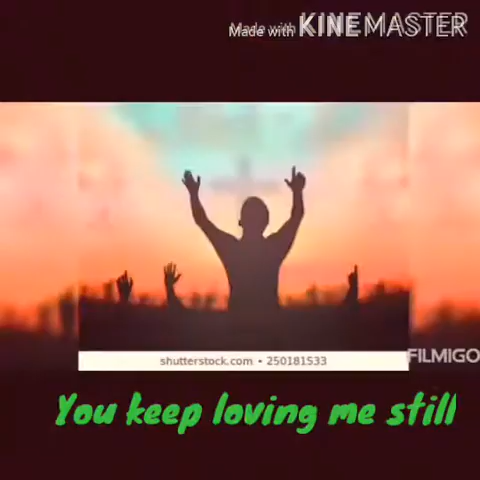 Made with KINEMASTER
shutterstock.com • 250181533
FILMIGO
You keep loving me still